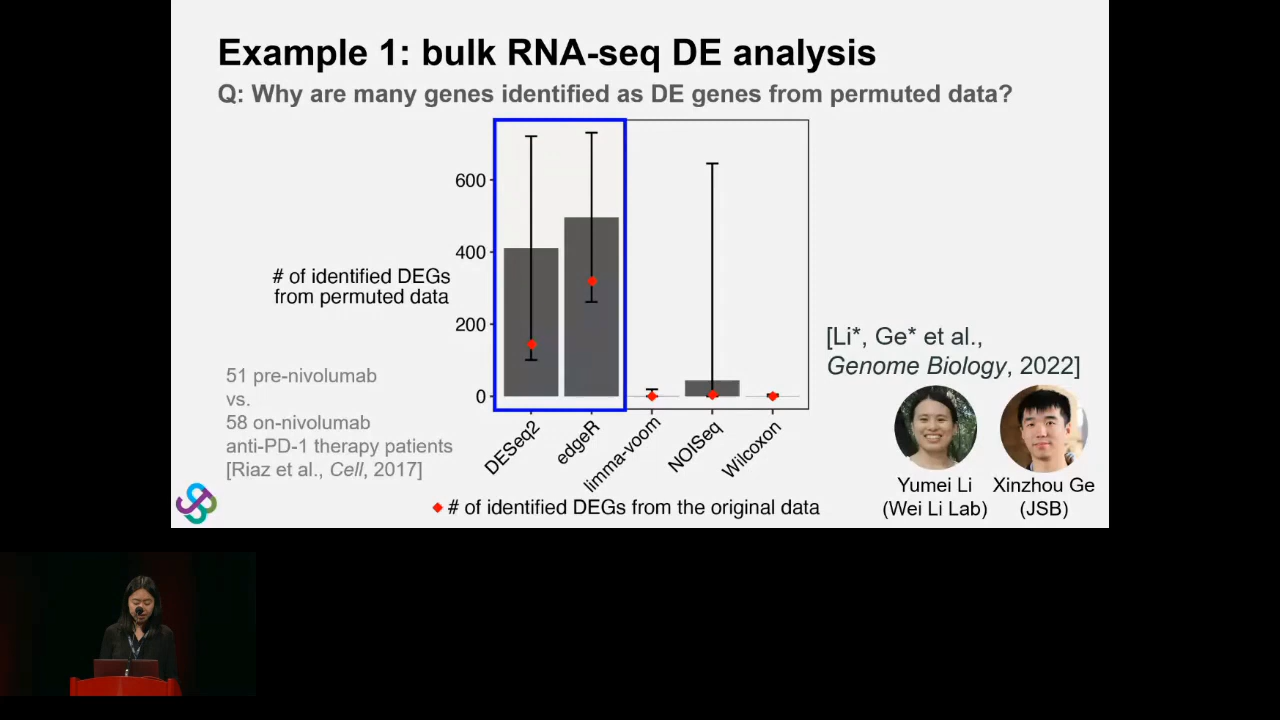 Example 1: bulk RNA-seq DE analysis
Q: Why are many genes identified as DE genes from permuted data?
600
400
200
0
# of identified DEGs
from permuted data
DESeq2
edgeR
limma-voom
NOISeq
Wilcoxon
# of identified DEGs from the original data
51 pre-nivolumab
vs.
58 on-nivolumab
anti-PD-1 therapy patients
[Riaz et al., Cell, 2017]
[Li*, Ge* et al.,
Genome Biology, 2022]
Yumei Li
(Wei Li Lab)
Xinzhou Ge
(JSB)